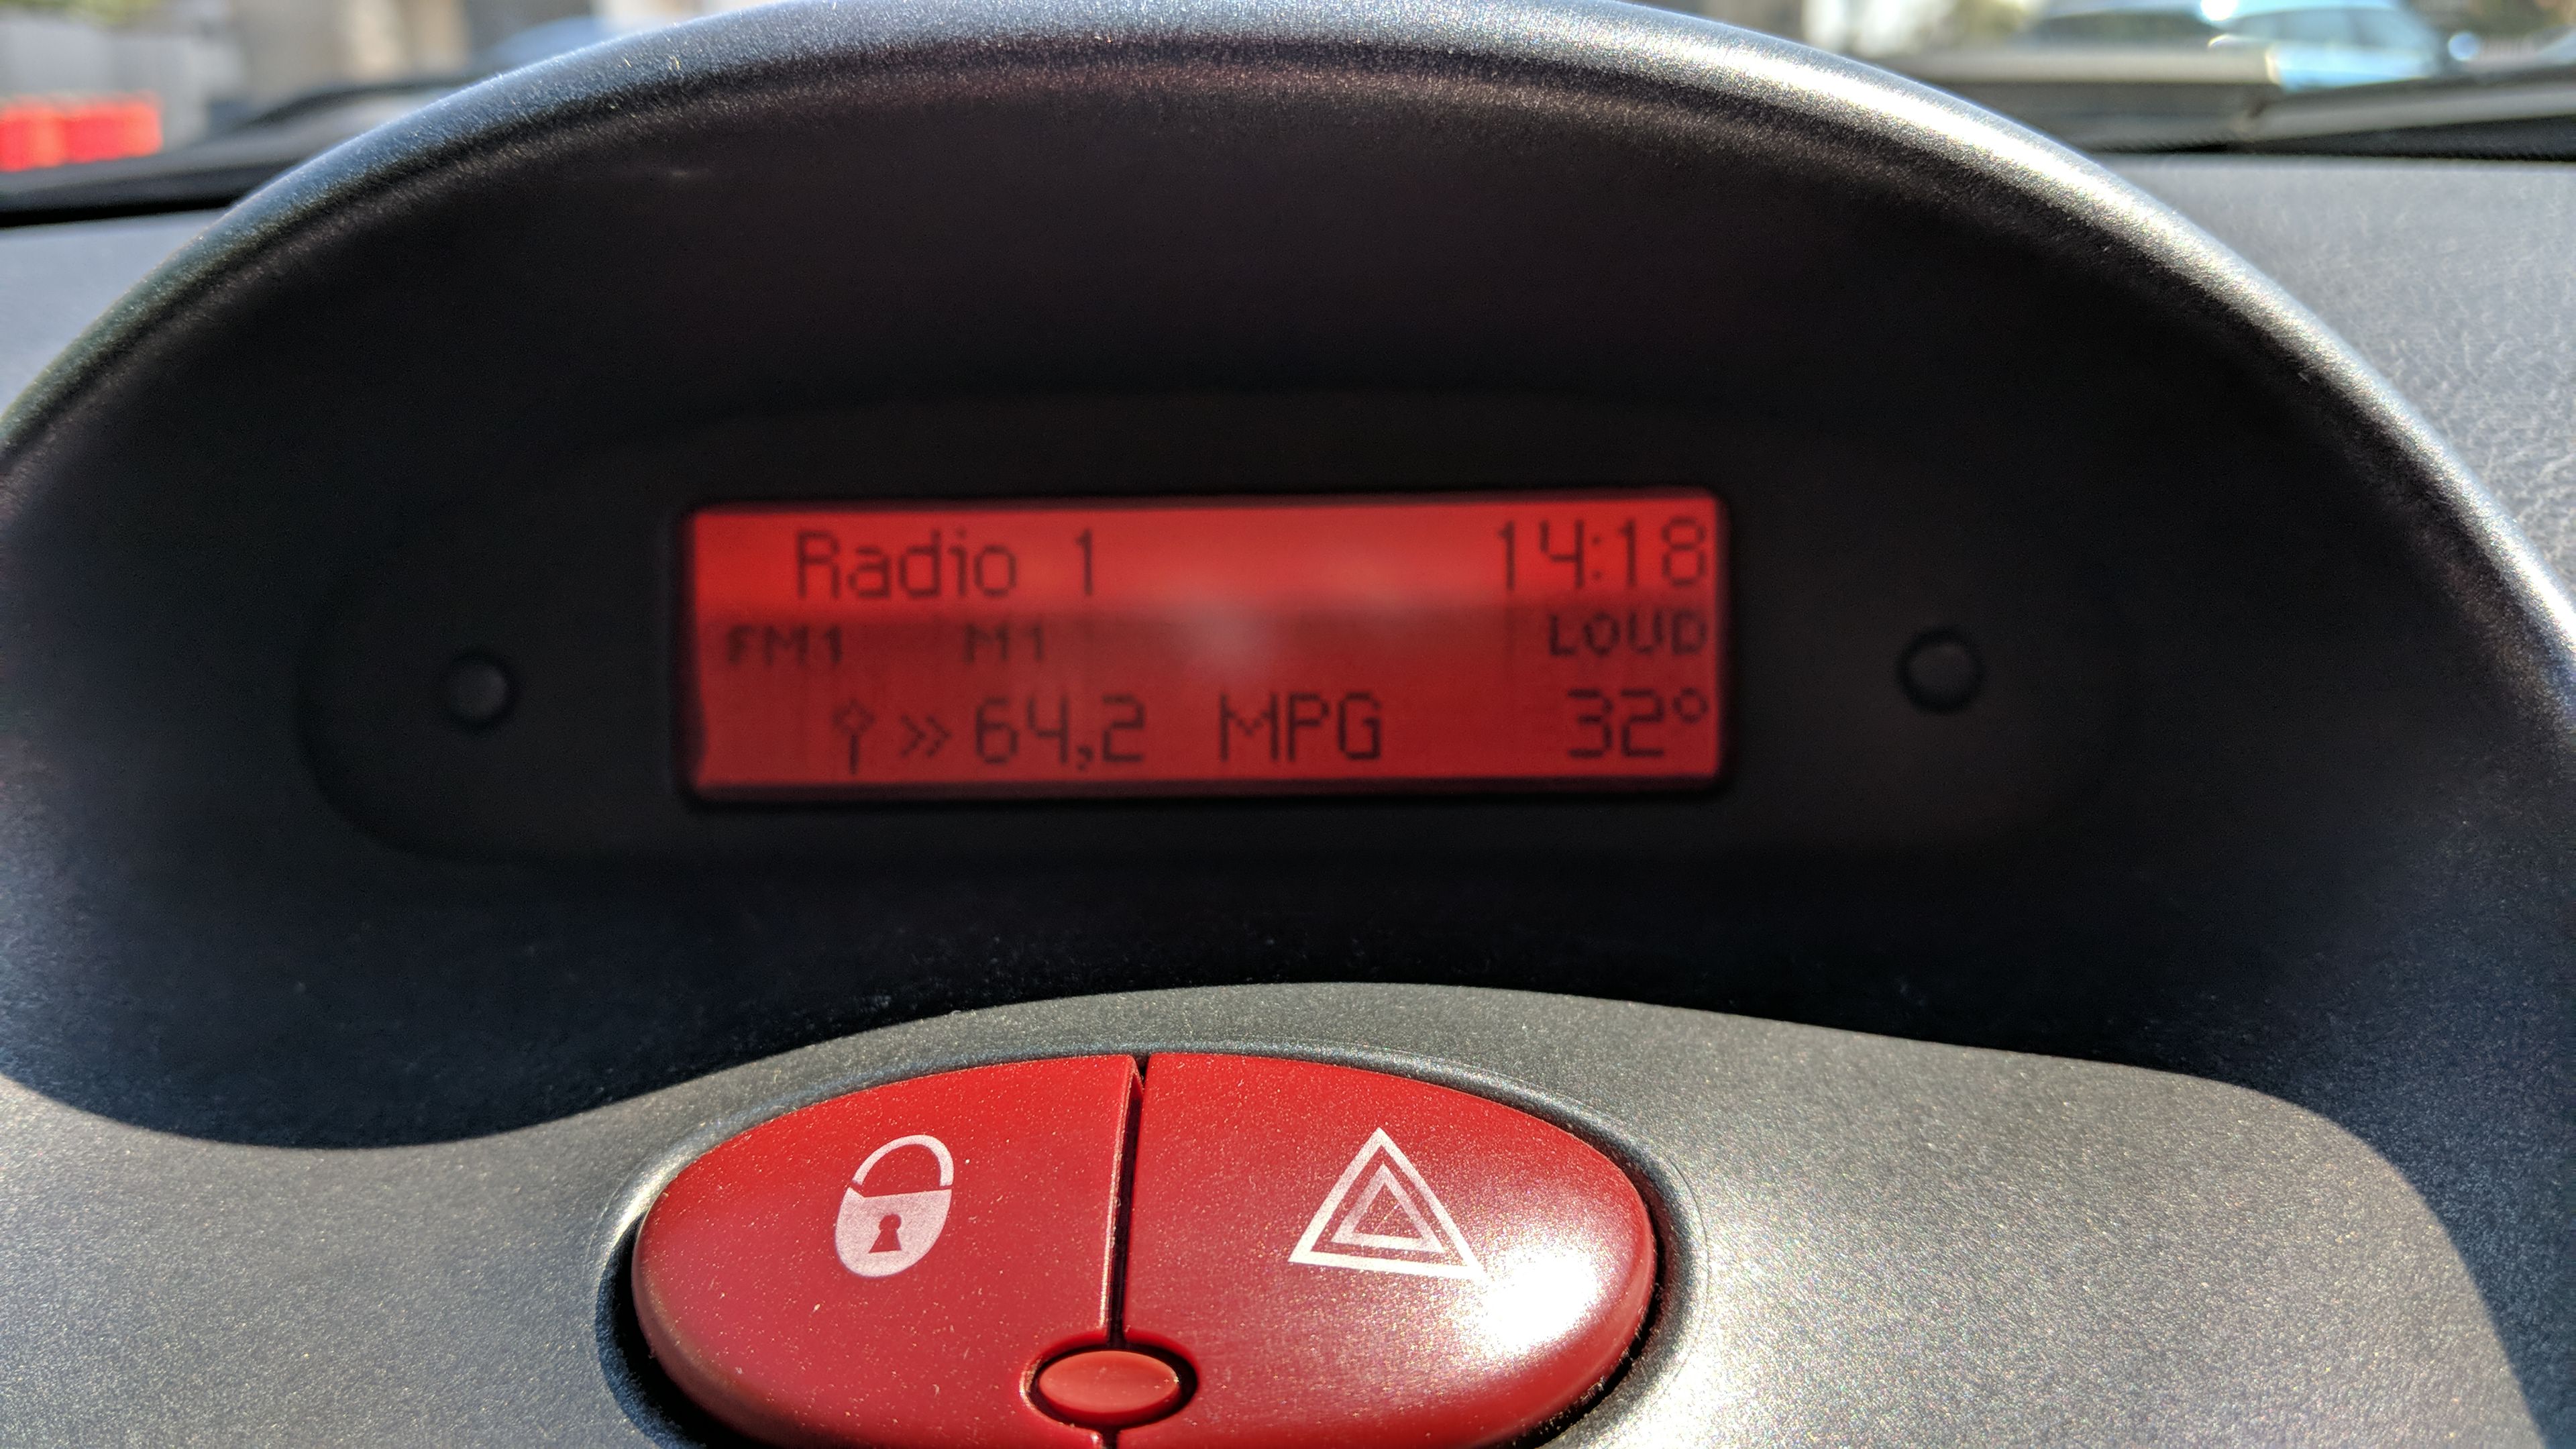 Radio 1 14:18
FM1 M1 LOUD
» 64,2 MPG 32°